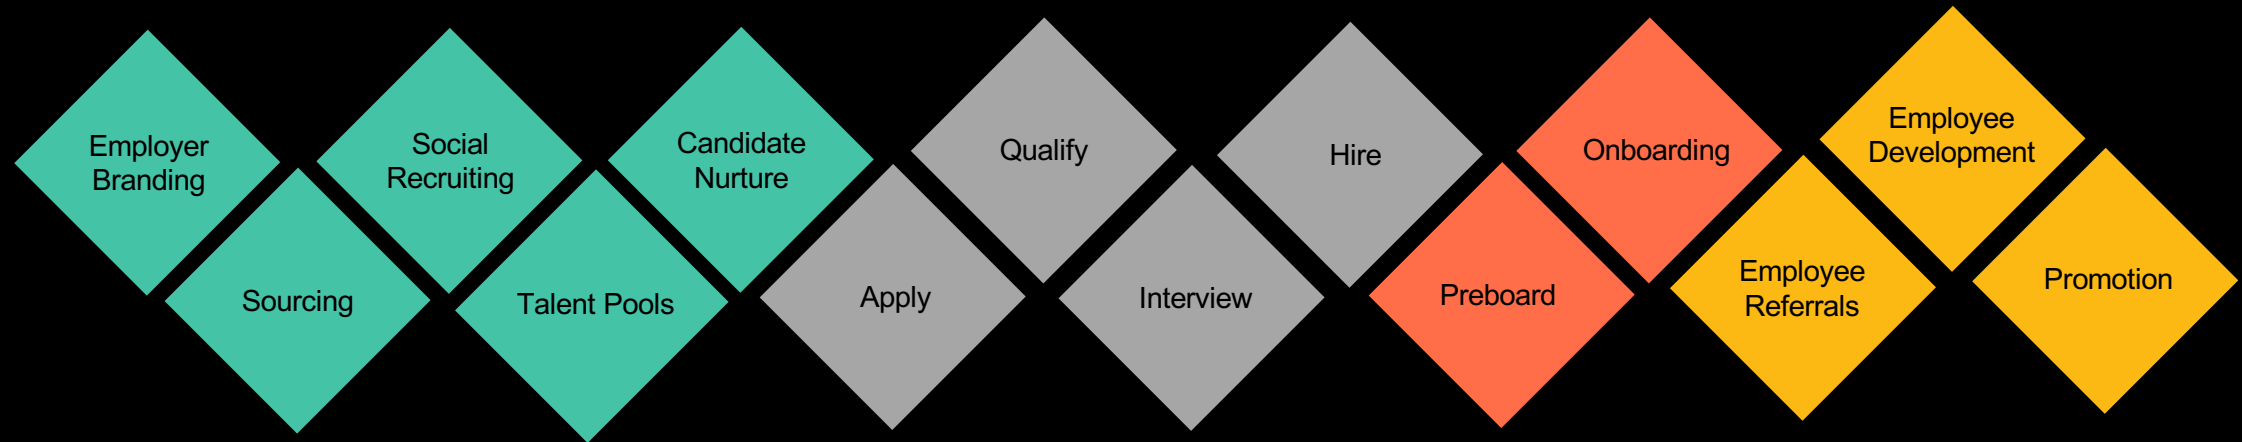 Employer
Branding
Sourcing
Social
Recruiting
Talent Pools
Candidate
Nurture
Apply
Qualify
Interview
Hire
Preboard
Onboarding
Employee
Referrals
Employee
Development
Promotion